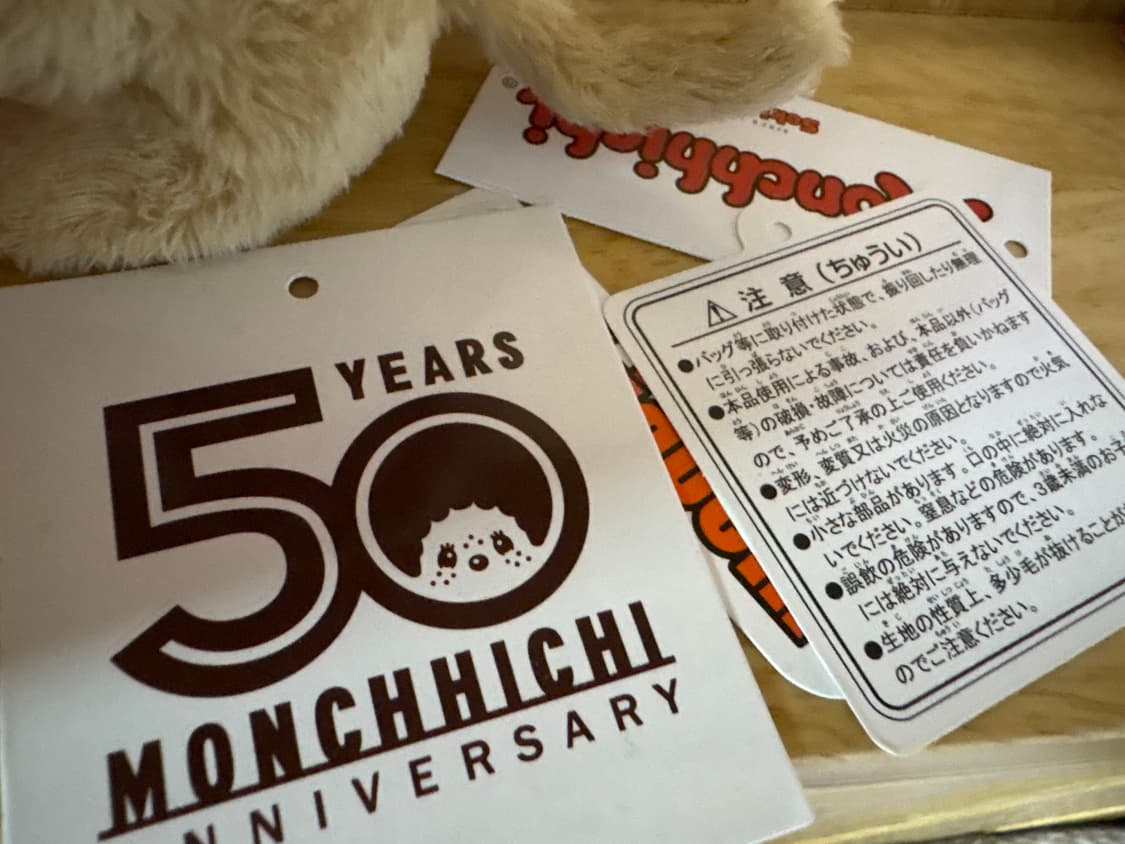 50 YEARS
MONCHHICHI
NNIVERSARY
onchhichi.
Seki
⚠ 注意(ちゅうい)
●バッグ等に取り付けた状態で、振り回したり無理
に引っ張らないでください。
●本品使用による事故、および、本品以外(バッグ
等)の破損・故障については責任を負いかねます
ので、予めご了承の上ご使用ください。
●変形、変質又は火災の原因となりますので火気
には近づけないでください。
●小さな部品があります。口の中に絶対に入れな
いでください。窒息などの危険があります。
●誤飲の危険がありますので、3歳未満のお子
には絶対に与えないでください。
●生地の性質上、多少毛が抜けることが
のでご注意ください。